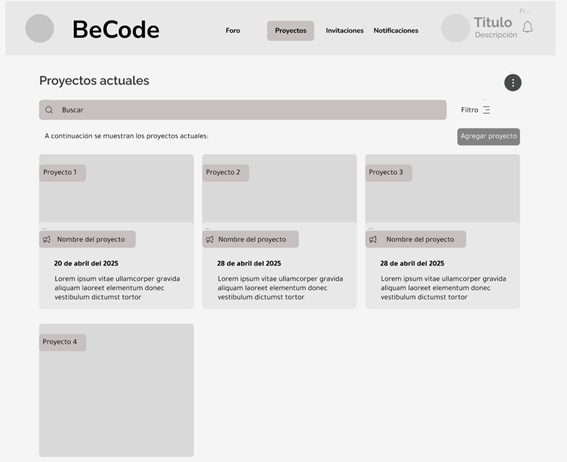 Fr...
BeCode
Foro
Proyectos
Invitaciones
Notificaciones
Titulo
Descripción
Proyectos actuales
Buscar
Filtro
A continuación se muestran los proyectos actuales:
Agregar proyecto
Proyecto 1
Proyecto 2
Proyecto 3
Nombre del proyecto
Nombre del proyecto
Nombre del proyecto
20 de abril del 2025
28 de abril del 2025
28 de abril del 2025
Lorem ipsum vitae ullamcorper gravida
aliquam laoreet elementum donec
vestibulum dictumst tortor
Lorem ipsum vitae ullamcorper gravida
aliquam laoreet elementum donec
vestibulum dictumst tortor
Lorem ipsum vitae ullamcorper gravida
aliquam laoreet elementum donec
vestibulum dictumst tortor
Proyecto 4